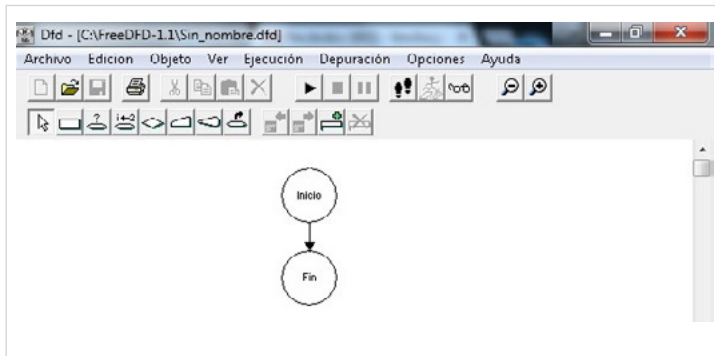 Dfd - [C:\FreeDFD-1.1\Sin_nombre.dfd]
Archivo Edicion Objeto Ver Ejecución Depuración Opciones Ayuda
Inicio
Fin